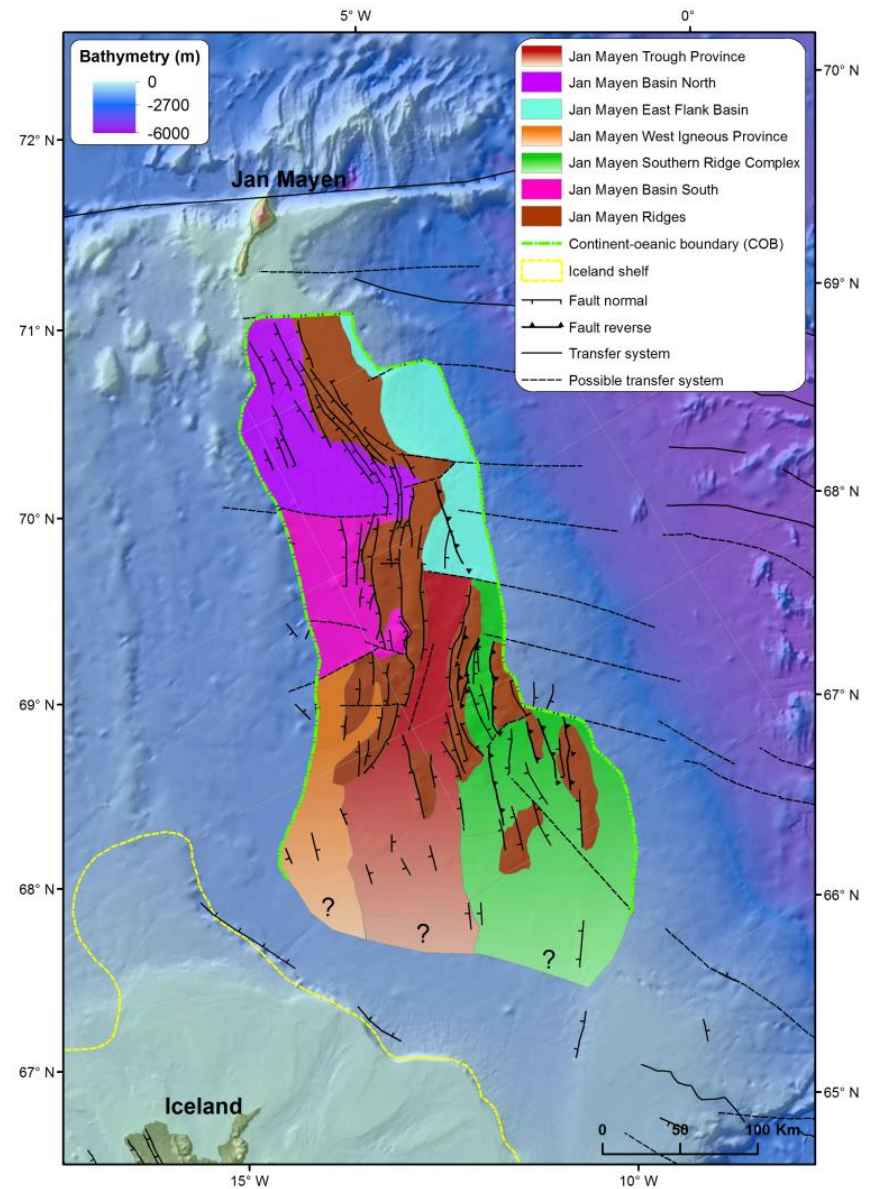 5° W
0°
Bathymetry (m)
0
-2700
-6000
Jan Mayen Trough Province
Jan Mayen Basin North
Jan Mayen East Flank Basin
Jan Mayen West Igneous Province
Jan Mayen Southern Ridge Complex
Jan Mayen Basin South
Jan Mayen Ridges
Continent-oceanic boundary (COB)
Iceland shelf
Fault normal
Fault reverse
Transfer system
Possible transfer system
70° N
72° N
Jan Mayen
69° N
71° N
68° N
70° N
67° N
69° N
68° N
66° N
?
?
?
67° N
65° N
Iceland
0 50 100 Km
15° W
10° W